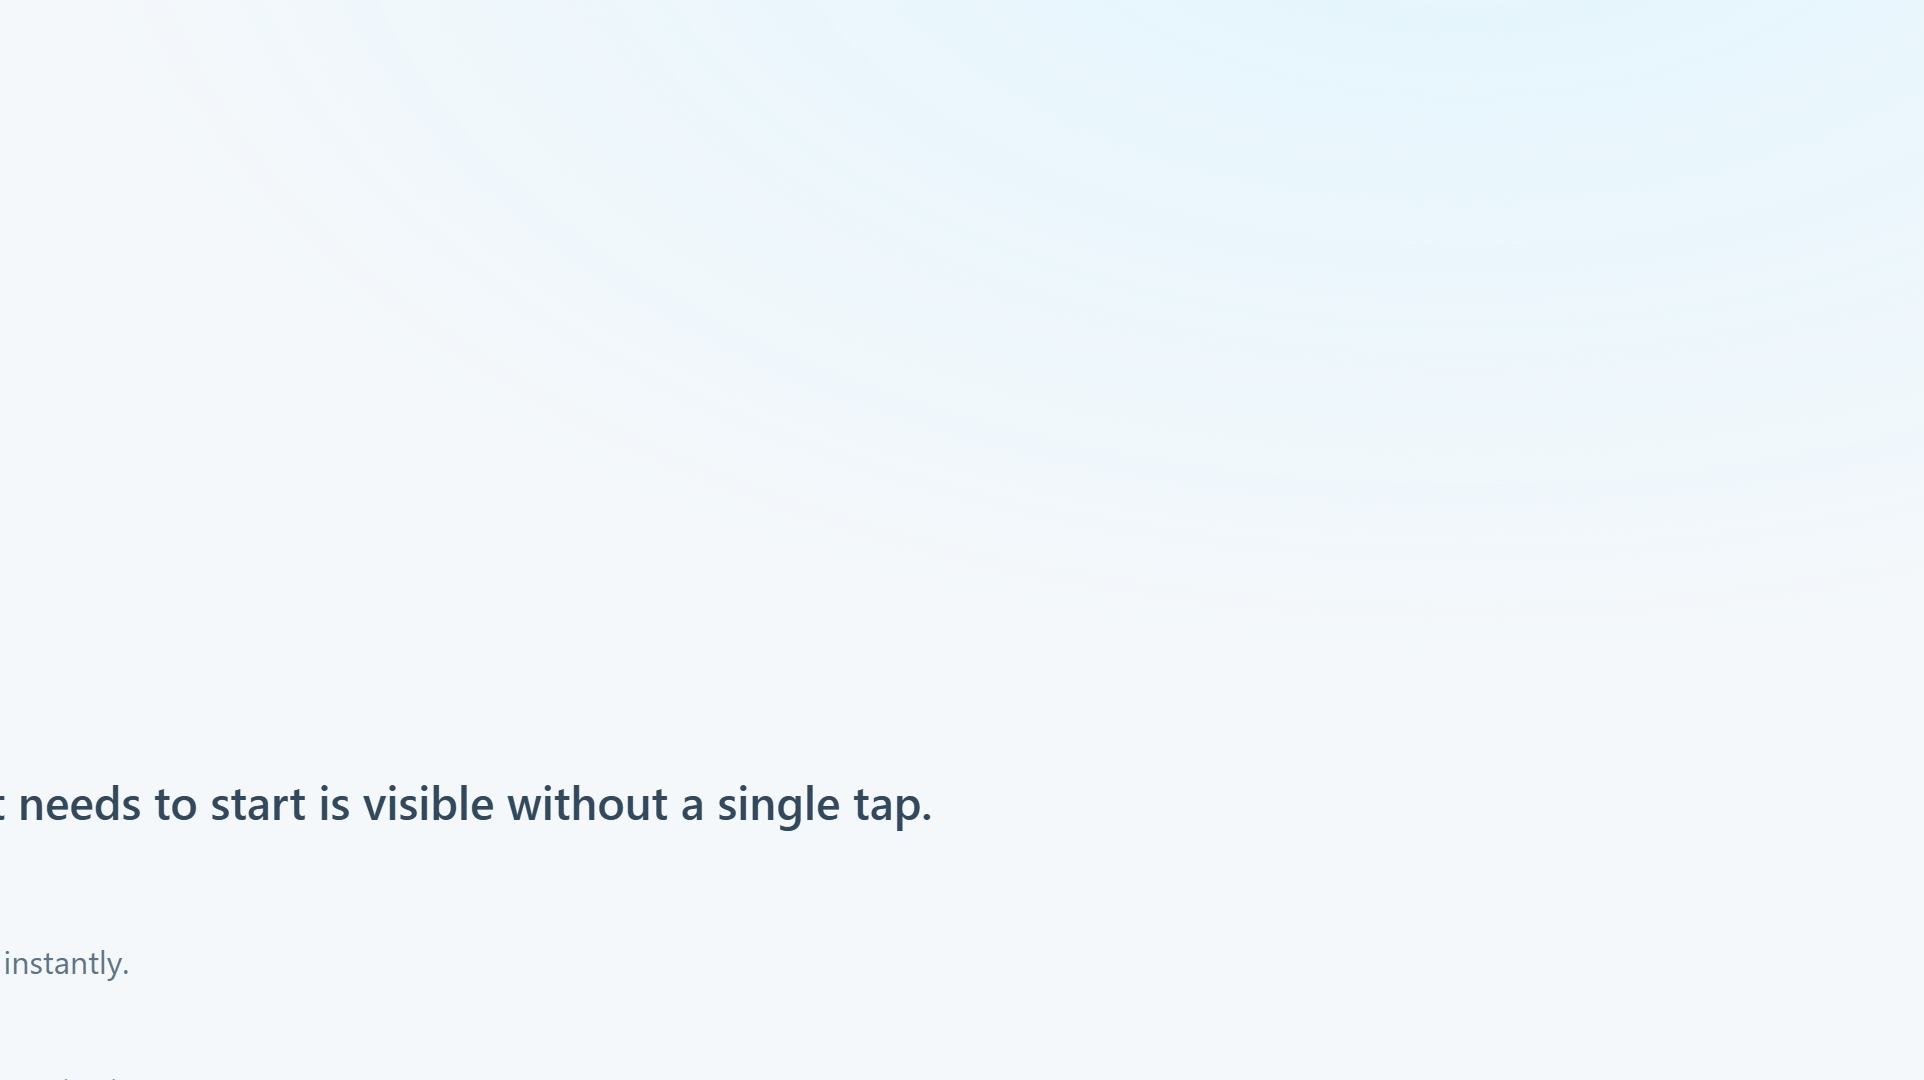 needs to start is visible without a single tap.
instantly.